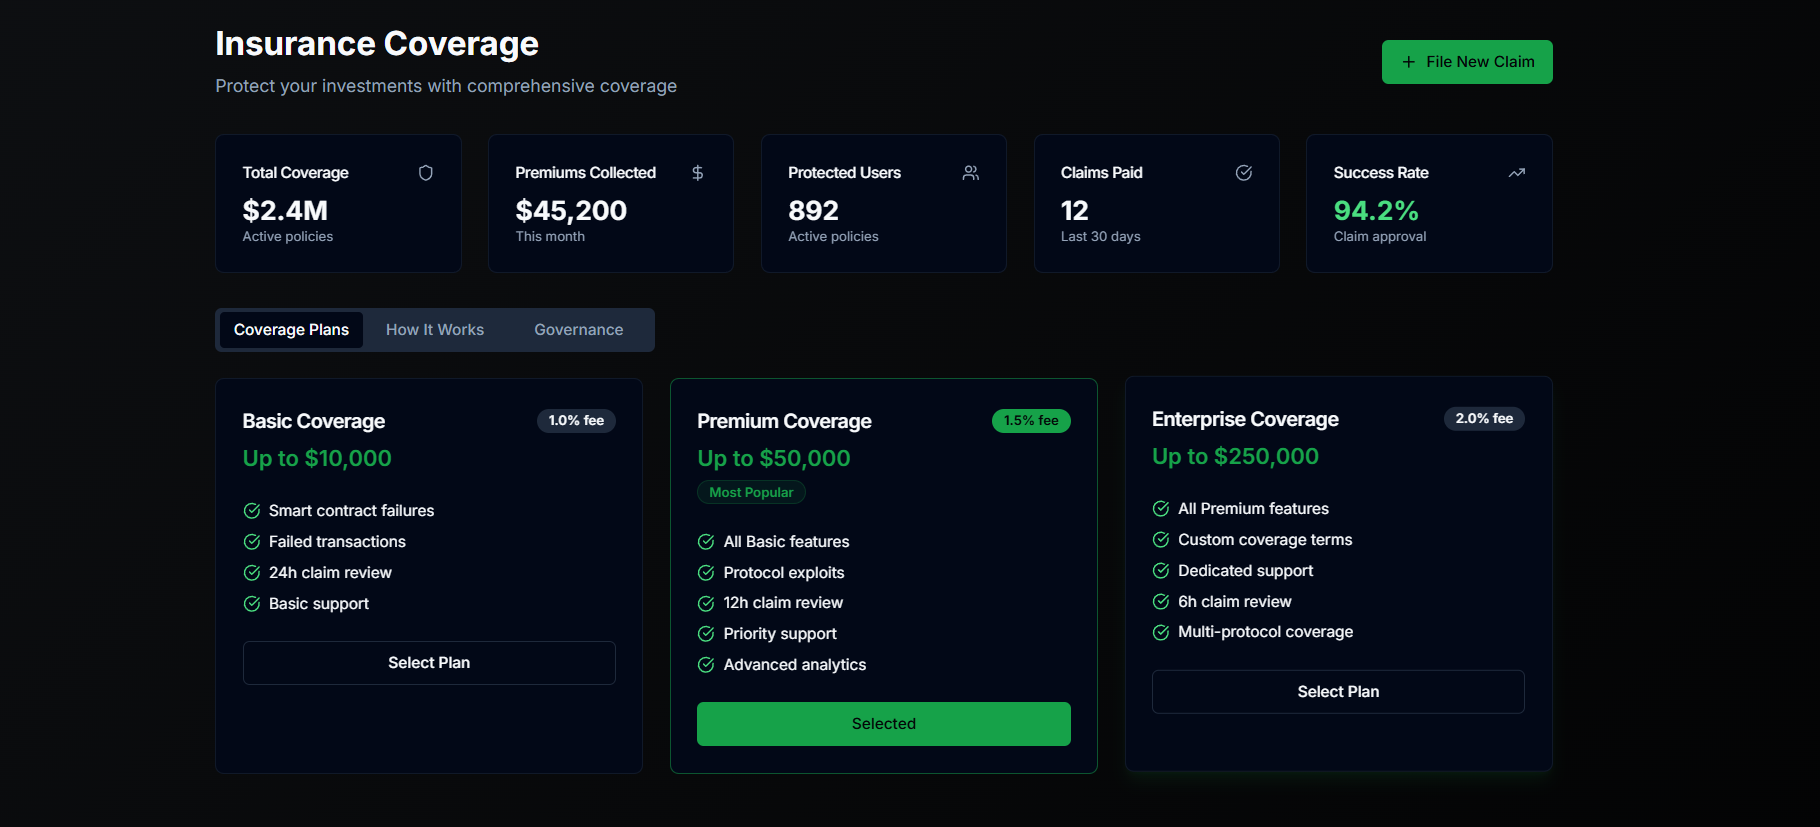 Insurance Coverage
Protect your investments with comprehensive coverage
File New Claim
Total Coverage
$2.4M
Active policies
Premiums Collected
$45,200
This month
Protected Users
892
Active policies
Claims Paid
12
Last 30 days
Success Rate
94.2%
Claim approval
Coverage Plans
How It Works
Governance
Basic Coverage
1.0% fee
Up to $10,000
Smart contract failures
Failed transactions
24h claim review
Basic support
Select Plan
Premium Coverage
1.5% fee
Up to $50,000
Most Popular
All Basic features
Protocol exploits
12h claim review
Priority support
Advanced analytics
Selected
Enterprise Coverage
2.0% fee
Up to $250,000
All Premium features
Custom coverage terms
Dedicated support
6h claim review
Multi-protocol coverage
Select Plan